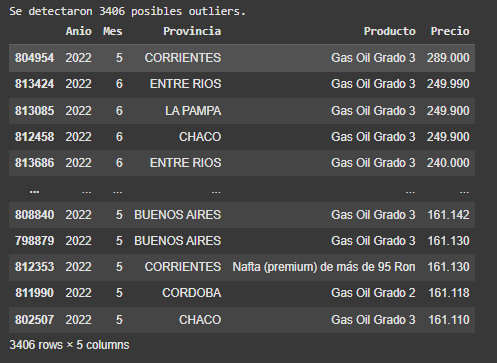 Se detectaron 3406 posibles outliers.
Anio Mes Provincia Producto Precio
804954 2022 5 CORRIENTES Gas Oil Grado 3 289.000
813424 2022 6 ENTRE RIOS Gas Oil Grado 3 249.990
813085 2022 6 LA PAMPA Gas Oil Grado 3 249.900
812458 2022 6 CHACO Gas Oil Grado 3 249.900
813686 2022 6 ENTRE RIOS Gas Oil Grado 3 240.000
... ... ... ... ... ...
808840 2022 5 BUENOS AIRES Gas Oil Grado 3 161.142
798879 2022 5 BUENOS AIRES Gas Oil Grado 3 161.130
812353 2022 5 CORRIENTES Nafta (premium) de más de 95 Ron 161.130
811990 2022 5 CORDOBA Gas Oil Grado 2 161.118
802507 2022 5 CHACO Gas Oil Grado 3 161.110
3406 rows × 5 columns